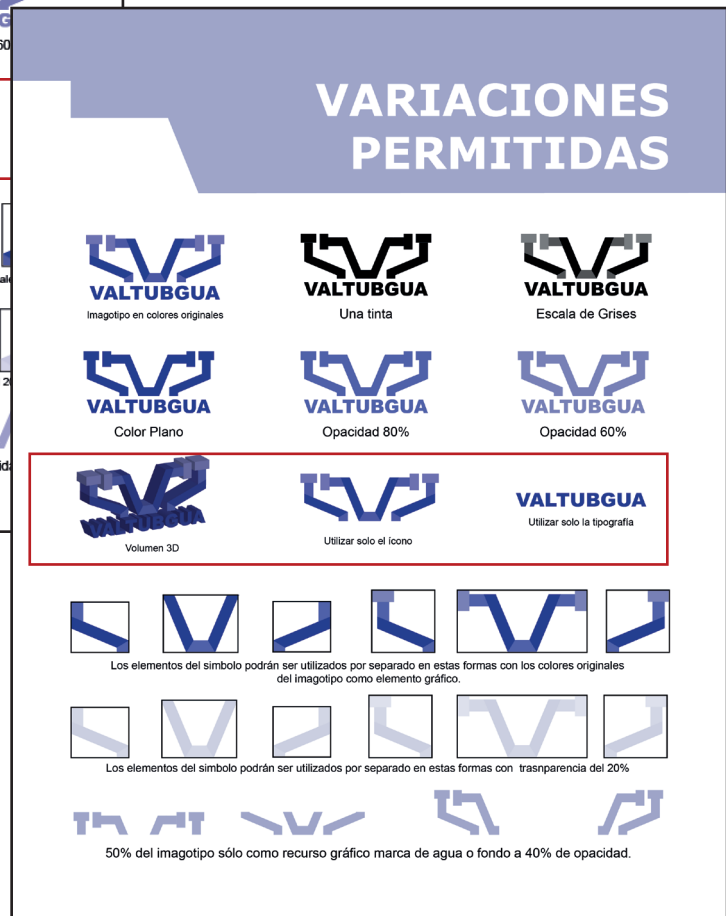 VARIACIONES
PERMITIDAS
VALTUBGUA
Imagotipo en colores originales
VALTUBGUA
Una tinta
VALTUBGUA
Escala de Grises
VALTUBGUA
Color Plano
VALTUBGUA
Opacidad 80%
VALTUBGUA
Opacidad 60%
VALTUBGUA
Volumen 3D
Utilizar solo el ícono
VALTUBGUA
Utilizar solo la tipografía
Los elementos del simbolo podrán ser utilizados por separado en estas formas con los colores originales
del imagotipo como elemento gráfico.
Los elementos del simbolo podrán ser utilizados por separado en estas formas con trasnparencia del 20%
50% del imagotipo sólo como recurso gráfico marca de agua o fondo a 40% de opacidad.